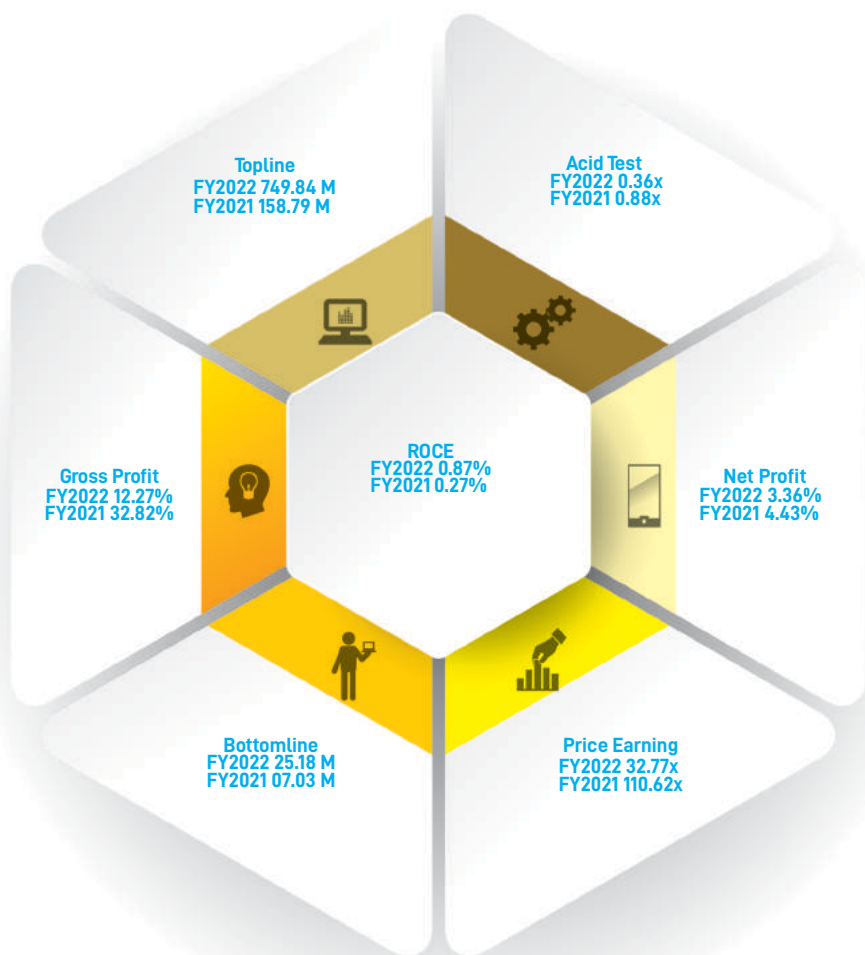 Topline
FY2022 749.84 M
FY2021 158.79 M
Acid Test
FY2022 0.36x
FY2021 0.88x
Gross Profit
FY2022 12.27%
FY2021 32.82%
ROCE
FY2022 0.87%
FY2021 0.27%
Net Profit
FY2022 3.36%
FY2021 4.43%
Bottomline
FY2022 25.18 M
FY2021 07.03 M
Price Earning
FY2022 32.77x
FY2021 110.62x